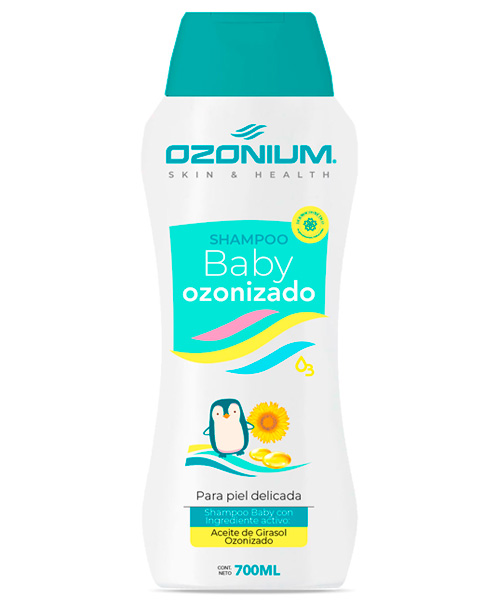 OZONIUM.
SKIN & HEALTH
SHAMPOO
Baby
ozonizado
3
Para piel delicada
Shampoo Baby con
Ingrediente activo:
Aceite de Girasol
Ozonizado
CONT.
NETO
700ML